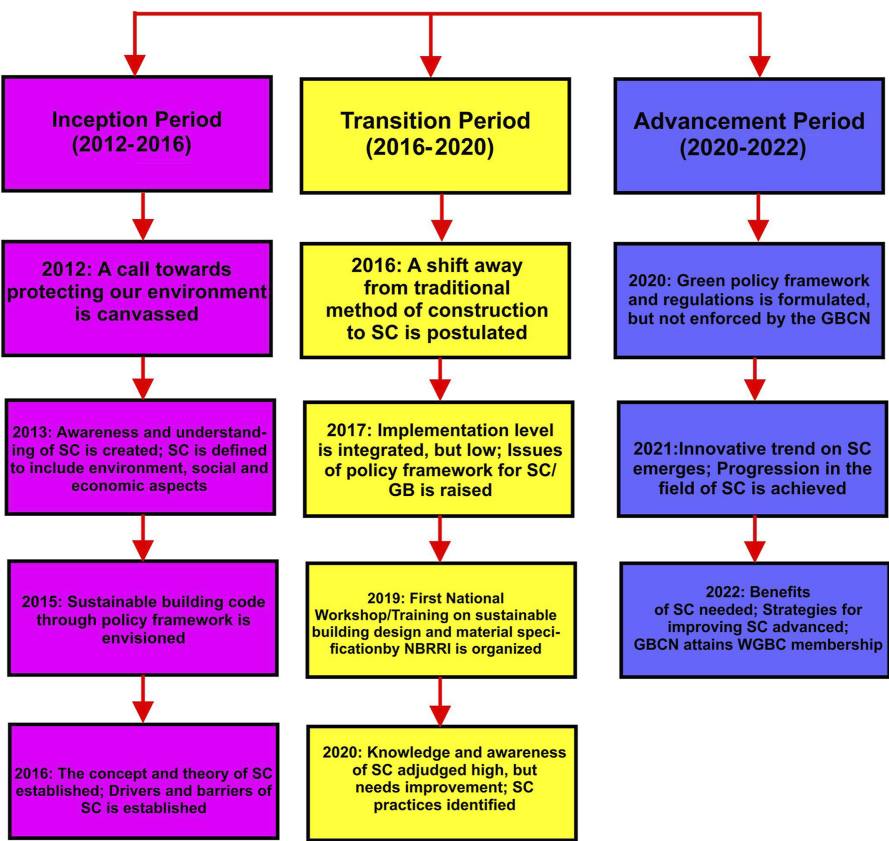 Inception Period
(2012-2016)
2012: A call towards
protecting our environment
is canvassed
2013: Awareness and understand-
ing of SC is created; SC is defined
to include environment, social and
economic aspects
2015: Sustainable building code
through policy framework is
envisioned
2016: The concept and theory of SC
established; Drivers and barriers of
SC is established
Transition Period
(2016-2020)
2016: A shift away
from traditional
method of construction
to SC is postulated
2017: Implementation level
is integrated, but low; Issues
of policy framework for SC/
GB is raised
2019: First National
Workshop/Training on sustainable
building design and material speci-
ficationby NBRRI is organized
2020: Knowledge and awareness
of SC adjudged high, but
needs improvement; SC
practices identified
Advancement Period
(2020-2022)
2020: Green policy framework
and regulations is formulated,
but not enforced by the GBCN
2021:Innovative trend on SC
emerges; Progression in the
field of SC is achieved
2022: Benefits
of SC needed; Strategies for
improving SC advanced;
GBCN attains WGBC membership